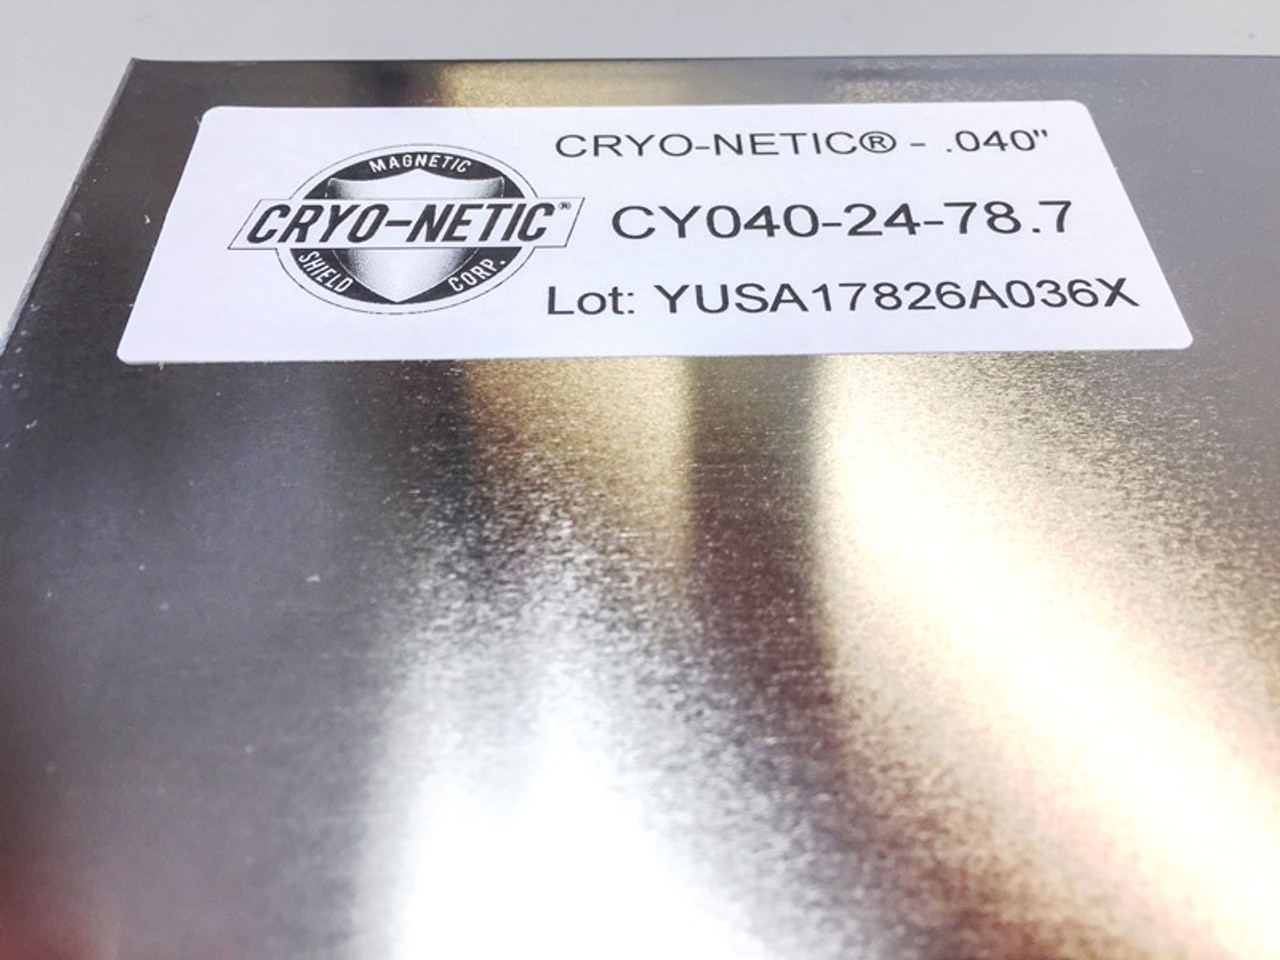 MAGNETIC
CRYO-NETIC®
SHIELD CORP.
CRYO-NETIC® - .040"
CY040-24-78.7
Lot: YUSA17826A036X